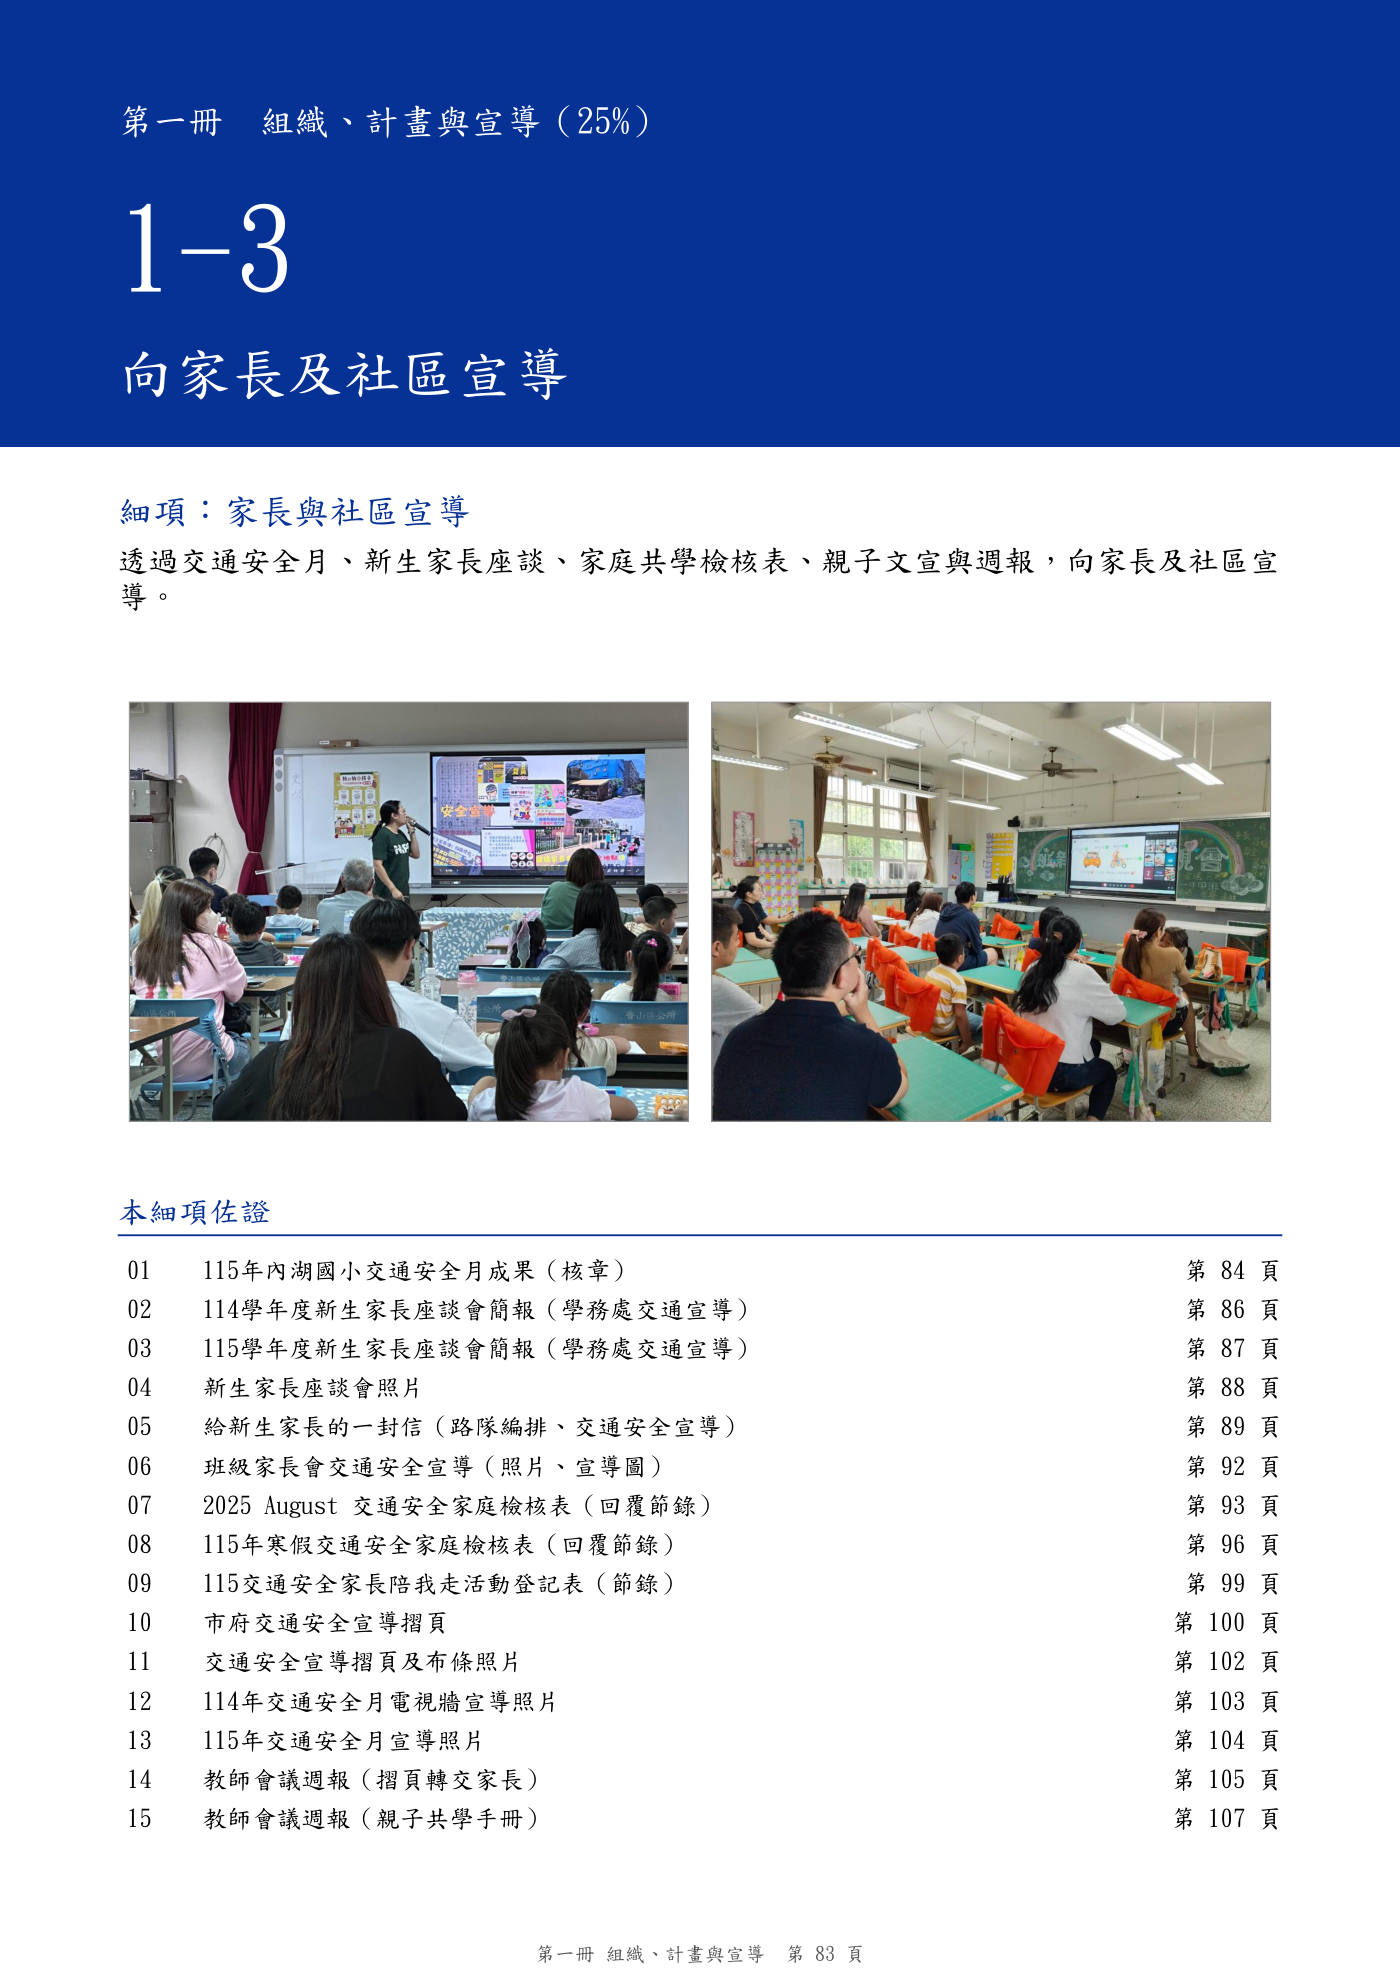 第一冊　組織、計畫與宣導（25%）
1-3
向家長及社區宣導
細項：家長與社區宣導
透過交通安全月、新生家長座談、家庭共學檢核表、親子文宣與週報，向家長及社區宣
導。
安全宣導
本細項佐證
01 115年內湖國小交通安全月成果（核章） 第 84 頁
02 114學年度新生家長座談會簡報（學務處交通宣導） 第 86 頁
03 115學年度新生家長座談會簡報（學務處交通宣導） 第 87 頁
04 新生家長座談會照片 第 88 頁
05 給新生家長的一封信（路隊編排、交通安全宣導） 第 89 頁
06 班級家長會交通安全宣導（照片、宣導圖） 第 92 頁
07 2025 August 交通安全家庭檢核表（回覆節錄） 第 93 頁
08 115年寒假交通安全家庭檢核表（回覆節錄） 第 96 頁
09 115交通安全家長陪我走活動登記表（節錄） 第 99 頁
10 市府交通安全宣導摺頁 第 100 頁
11 交通安全宣導摺頁及布條照片 第 102 頁
12 114年交通安全月電視牆宣導照片 第 103 頁
13 115年交通安全月宣導照片 第 104 頁
14 教師會議週報（摺頁轉交家長） 第 105 頁
15 教師會議週報（親子共學手冊） 第 107 頁
第一冊 組織、計畫與宣導　第 83 頁